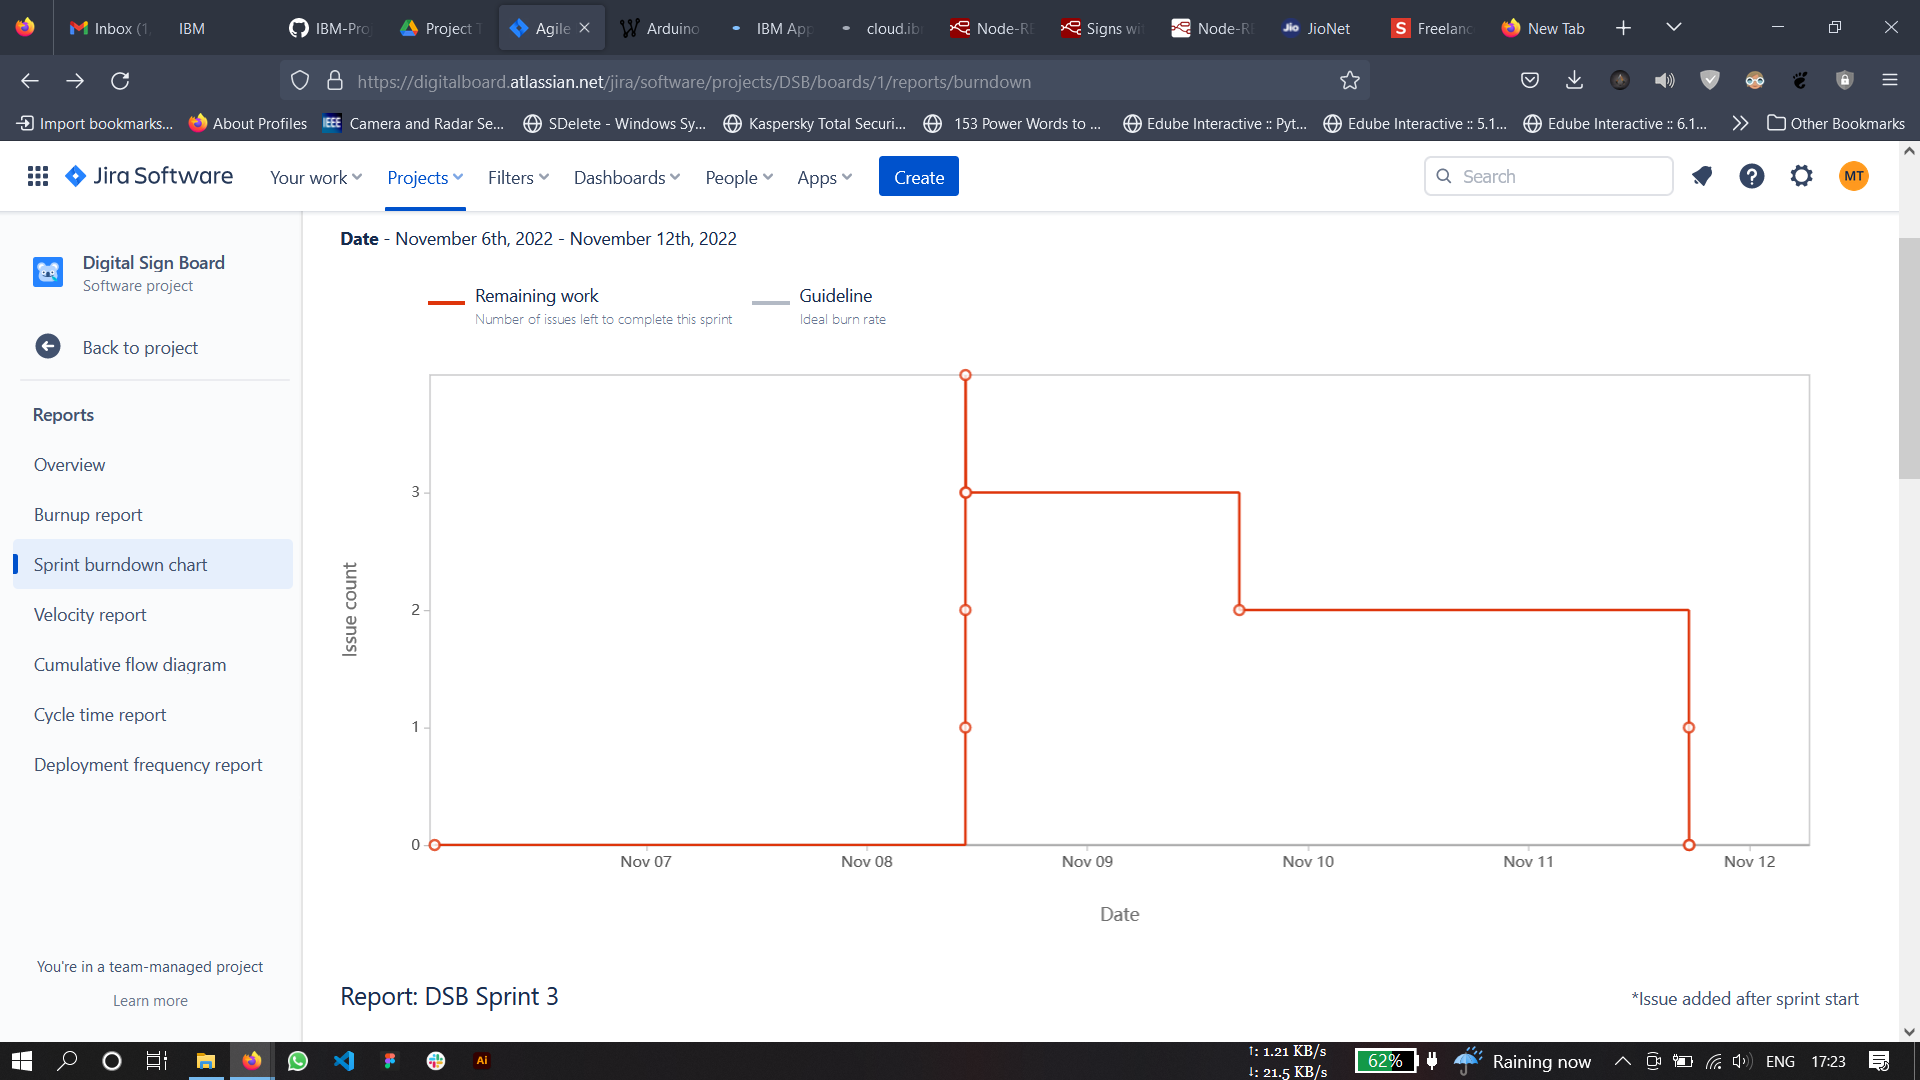 Inbox (1
IBM
IBM-Pro
Project T
Agile
Arduino
IBM App
cloud.ib
Node-RE
Signs wi
Node-RE
JioNet
Freelanc
New Tab
https://digitalboard.atlassian.net/jira/software/projects/DSB/boards/1/reports/burndown
Import bookmarks...
About Profiles
IEEE
Camera and Radar Se...
SDelete - Windows Sy...
Kaspersky Total Securi...
153 Power Words to ...
Edube Interactive :: Pyt...
Edube Interactive :: 5.1...
Edube Interactive :: 6.1...
Other Bookmarks
Jira Software
Your work
Projects
Filters
Dashboards
People
Apps
Create
Search
MT
Digital Sign Board
Software project
Back to project
Reports
Overview
Burnup report
Sprint burndown chart
Velocity report
Cumulative flow diagram
Cycle time report
Deployment frequency report
You're in a team-managed project
Learn more
Date - November 6th, 2022 - November 12th, 2022
Remaining work
Number of issues left to complete this sprint
Guideline
Ideal burn rate
Issue count
3
2
1
0
Nov 07
Nov 08
Nov 09
Nov 10
Nov 11
Nov 12
Date
Report: DSB Sprint 3
*Issue added after sprint start
Ai
↑: 1.21 KB/s
↓: 21.5 KB/s
62%
Raining now
ENG
17:23